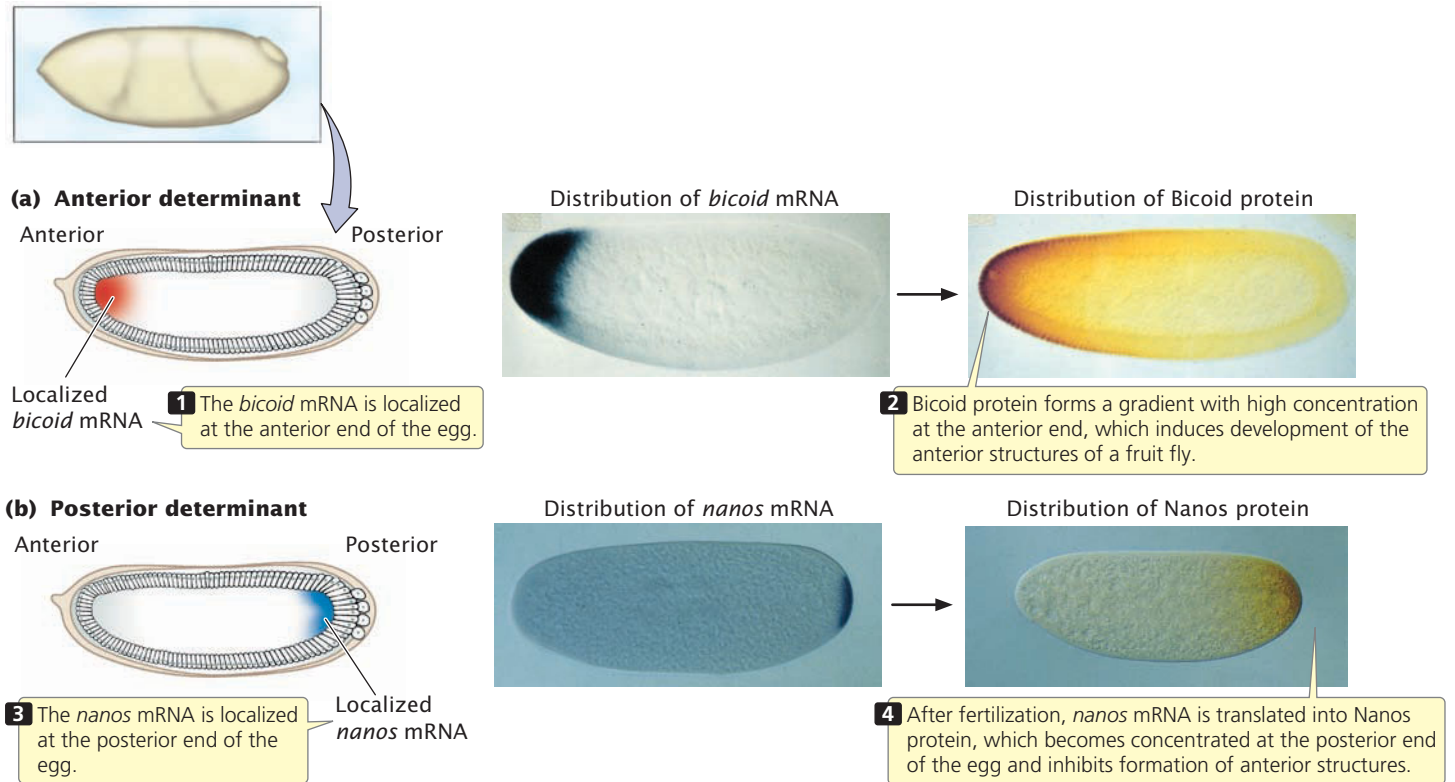 (a) Anterior determinant
Anterior
Posterior
Localized
bicoid mRNA
1 The bicoid mRNA is localized
at the anterior end of the egg.
Distribution of bicoid mRNA
Distribution of Bicoid protein
2 Bicoid protein forms a gradient with high concentration
at the anterior end, which induces development of the
anterior structures of a fruit fly.
(b) Posterior determinant
Anterior
Posterior
3 The nanos mRNA is localized
at the posterior end of the
egg.
Localized
nanos mRNA
Distribution of nanos mRNA
Distribution of Nanos protein
4 After fertilization, nanos mRNA is translated into Nanos
protein, which becomes concentrated at the posterior end
of the egg and inhibits formation of anterior structures.